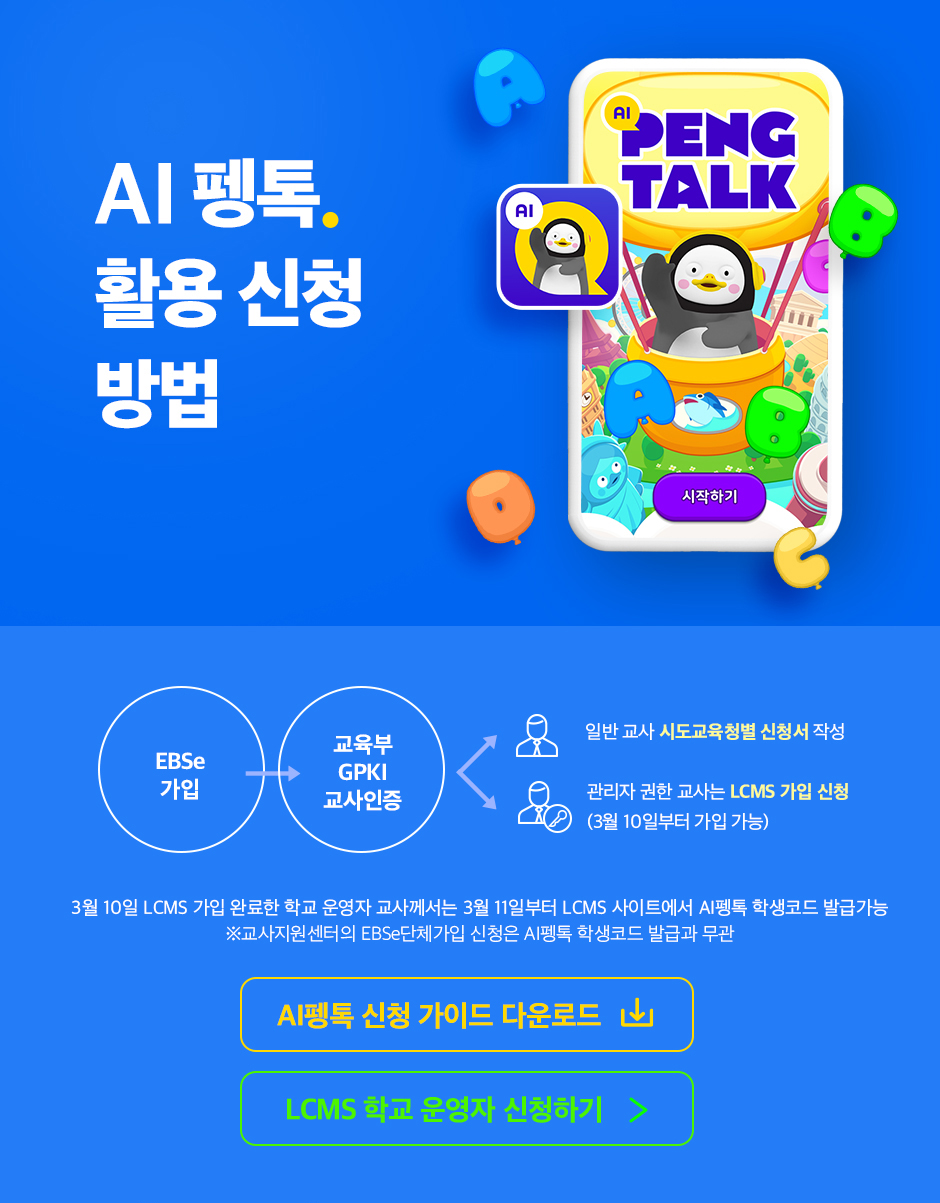 AI 펭톡.
활용 신청
방법
A
AI
PENG
TALK
AI
B
A
A
B
시작하기
D
C
EBSe
가입
교육부
GPKI
교사인증
일반 교사 시도교육청별 신청서 작성
관리자 권한 교사는 LCMS 가입 신청
(3월 10일부터 가입 가능)
3월 10일 LCMS 가입 완료한 학교 운영자 교사께서는 3월 11일부터 LCMS 사이트에서 AI펭톡 학생코드 발급가능
※교사지원센터의 EBSe단체가입 신청은 AI펭톡 학생코드 발급과 무관
AI펭톡 신청 가이드 다운로드
LCMS 학교 운영자 신청하기 >